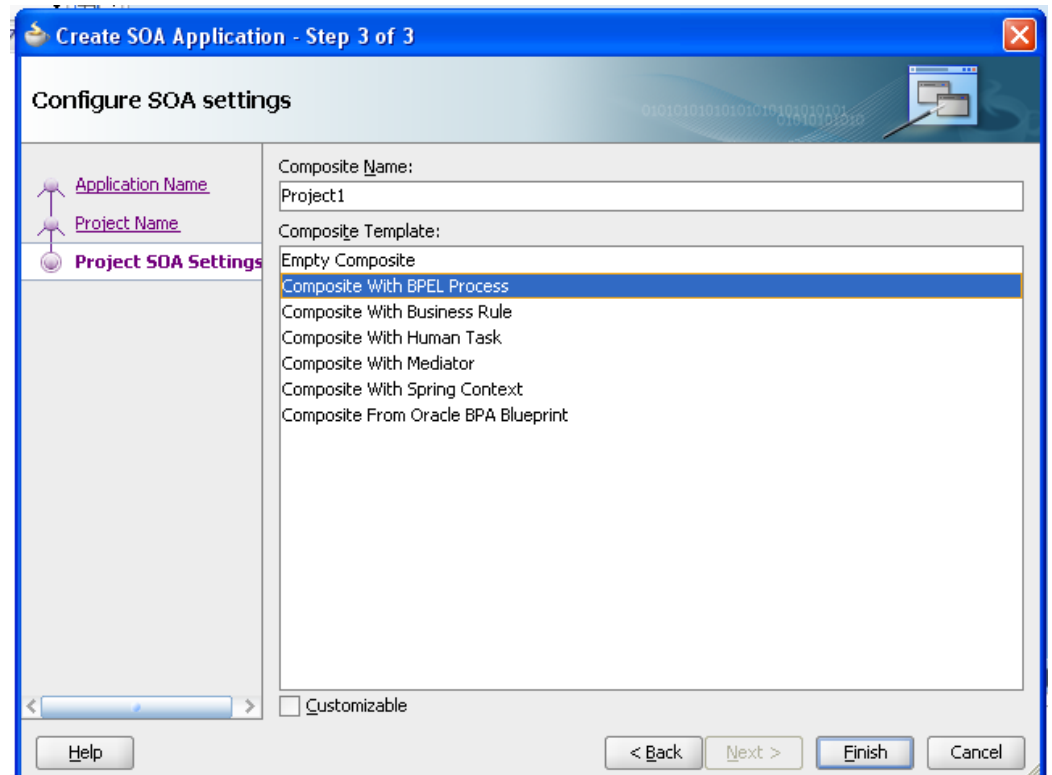 Create SOA Application - Step 3 of 3
Configure SOA settings
Application Name
Project Name
Project SOA Settings
Composite Name:
Project1
Composite Template:
Empty Composite
Composite With BPEL Process
Composite With Business Rule
Composite With Human Task
Composite With Mediator
Composite With Spring Context
Composite From Oracle BPA Blueprint
Customizable
Help
< Back
Next >
Finish
Cancel